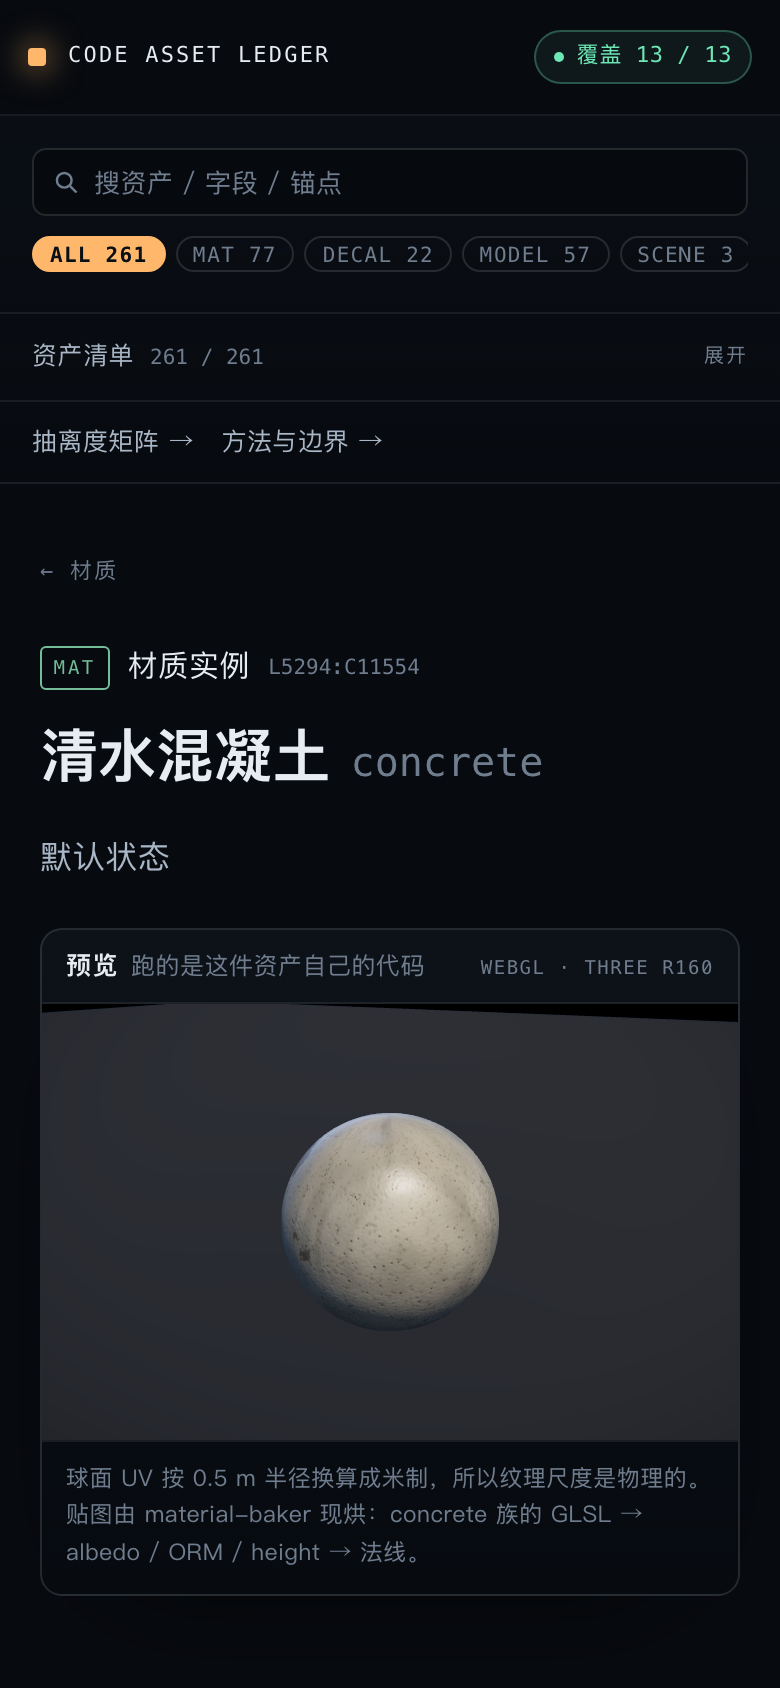 CODE ASSET LEDGER
覆盖 13 / 13
搜资产 / 字段 / 锚点
ALL 261
MAT 77
DECAL 22
MODEL 57
SCENE 3
资产清单 261 / 261
展开
抽离度矩阵 → 方法与边界 →
← 材质
MAT 材质实例 L5294:C11554
清水混凝土 concrete
默认状态
预览 跑的是这件资产自己的代码 WEBGL · THREE R160
球面 UV 按 0.5 m 半径换算成米制，所以纹理尺度是物理的。
贴图由 material-baker 现烘：concrete 族的 GLSL →
albedo / ORM / height → 法线。